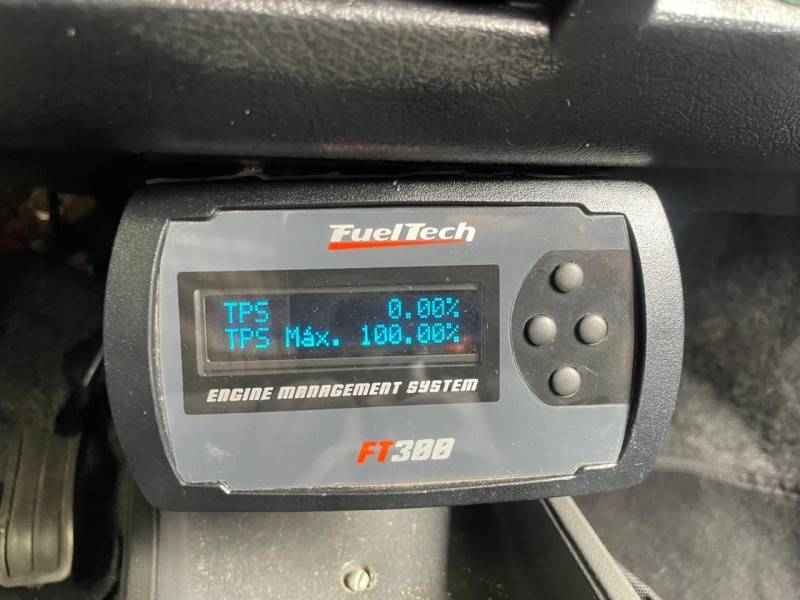 FuelTech
TPS 0.00%
TPS Máx. 100.00%
ENGINE MANAGEMENT SYSTEM
FT300